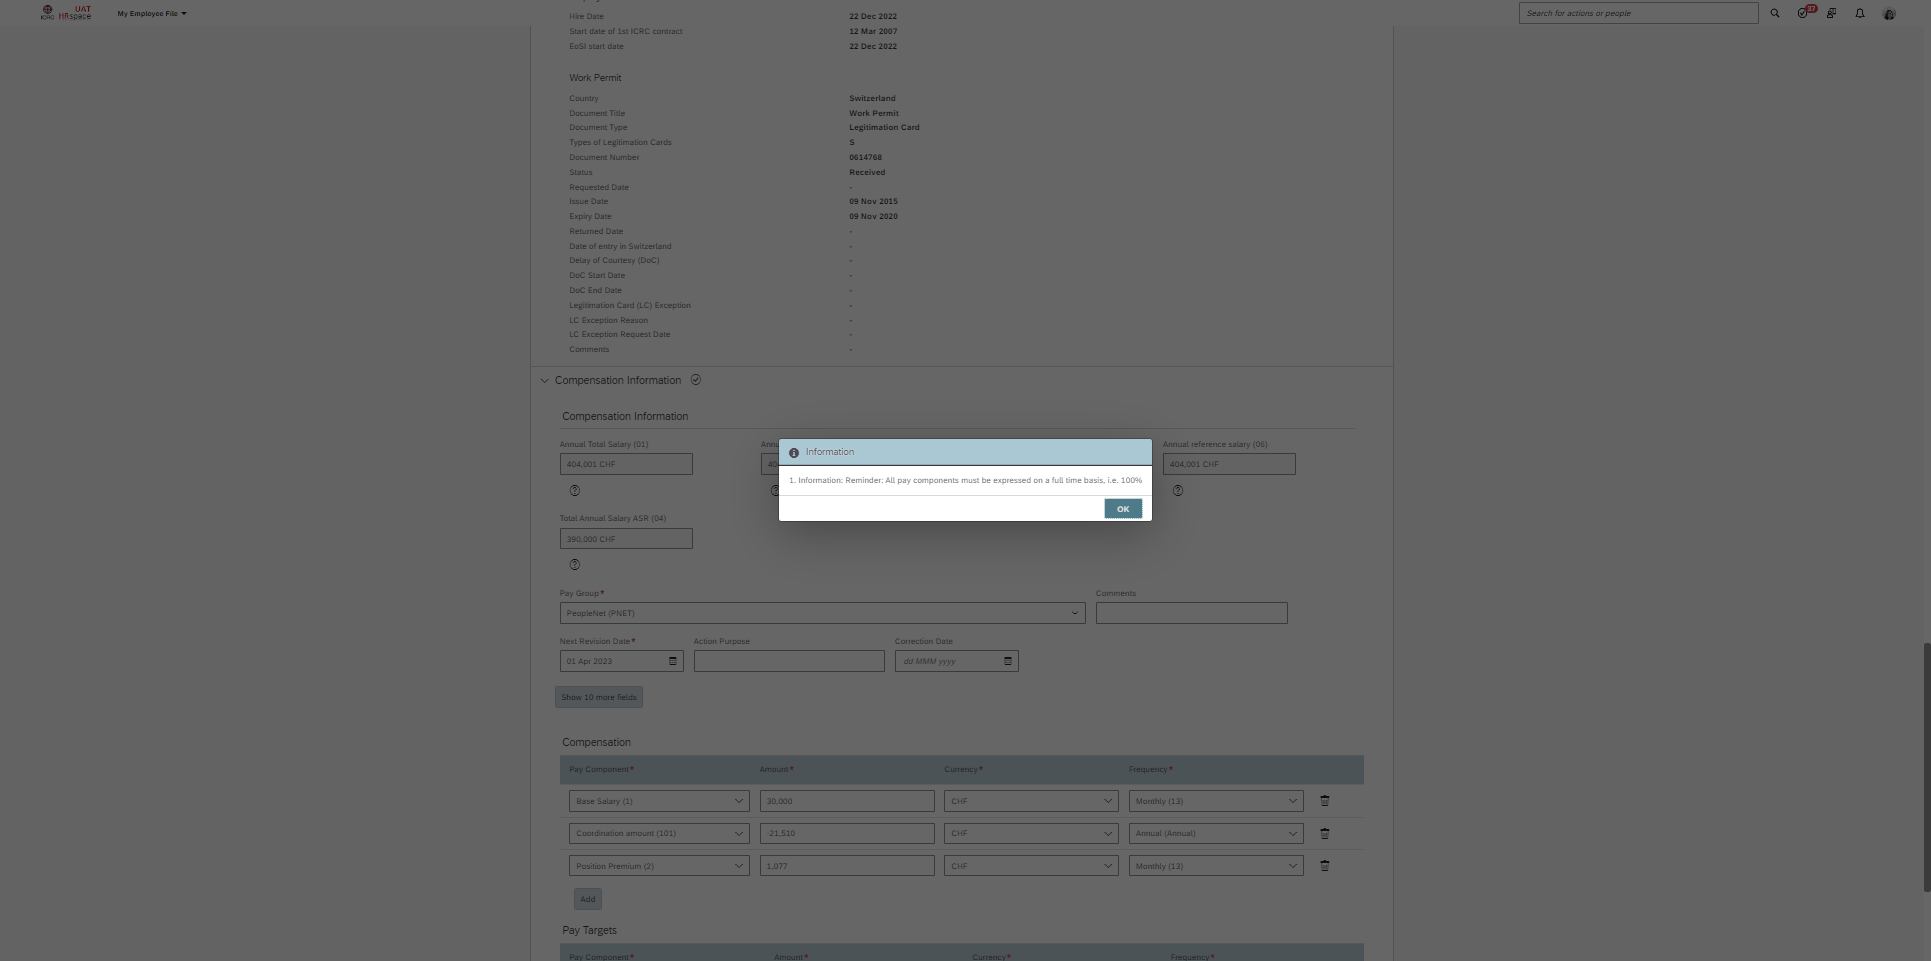 ICRC
UAT
HRspace
My Employee File
Search for actions or people
37
Hire Date 22 Dec 2022
Start date of 1st ICRC contract 12 Mar 2007
EoSI start date 22 Dec 2022
Work Permit
Country Switzerland
Document Title Work Permit
Document Type Legitimation Card
Types of Legitimation Cards S
Document Number 0614768
Status Received
Requested Date -
Issue Date 09 Nov 2015
Expiry Date 09 Nov 2020
Returned Date -
Date of entry in Switzerland -
Delay of Courtesy (DoC) -
DoC Start Date -
DoC End Date -
Legitimation Card (LC) Exception -
LC Exception Reason -
LC Exception Request Date -
Comments -
Compensation Information
Compensation Information
Annual Total Salary (01) Annu Annual reference salary (06)
404,001 CHF 40 404,001 CHF
Information
1. Information: Reminder: All pay components must be expressed on a full time basis, i.e. 100%
OK
Total Annual Salary ASR (04)
390,000 CHF
Pay Group* Comments
PeopleNet (PNET)
Next Revision Date* Action Purpose Correction Date
01 Apr 2023 dd MMM yyyy
Show 10 more fields
Compensation
Pay Component* Amount* Currency* Frequency*
Base Salary (1) 30,000 CHF Monthly (13)
Coordination amount (101) -21,510 CHF Annual (Annual)
Position Premium (2) 1,077 CHF Monthly (13)
Add
Pay Targets
Pay Component* Amount* Currency* Frequency*